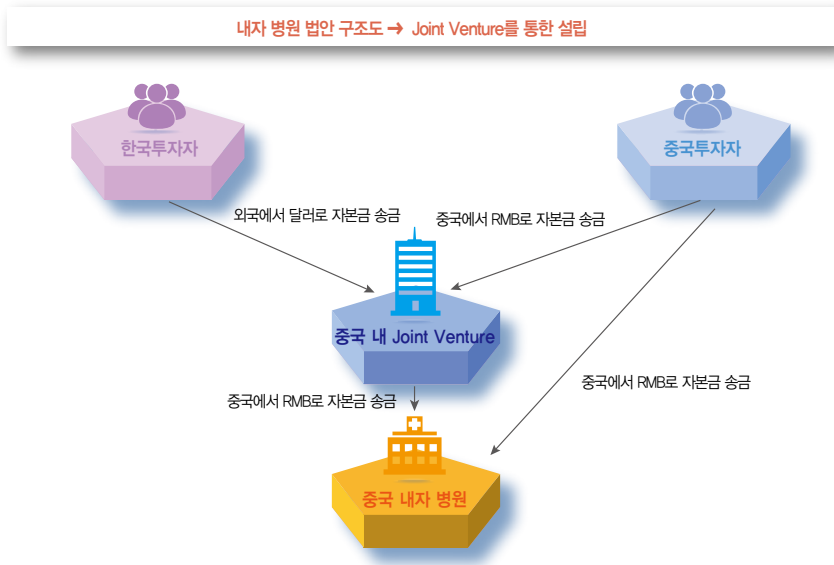 내자 병원 법안 구조도 → Joint Venture를 통한 설립
한국투자자
중국투자자
외국에서 달러로 자본금 송금
중국에서 RMB로 자본금 송금
중국 내 Joint Venture
중국에서 RMB로 자본금 송금
중국에서 RMB로 자본금 송금
중국 내자 병원